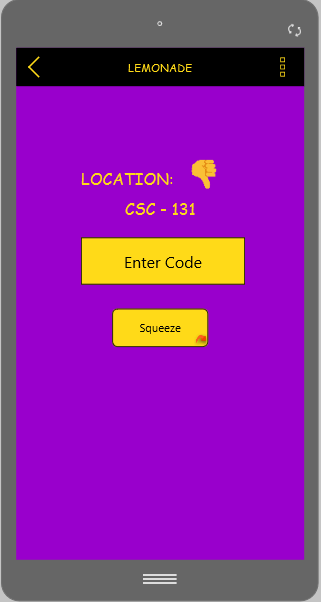 LEMONADE
LOCATION:
CSC - 131
Enter Code
Squeeze